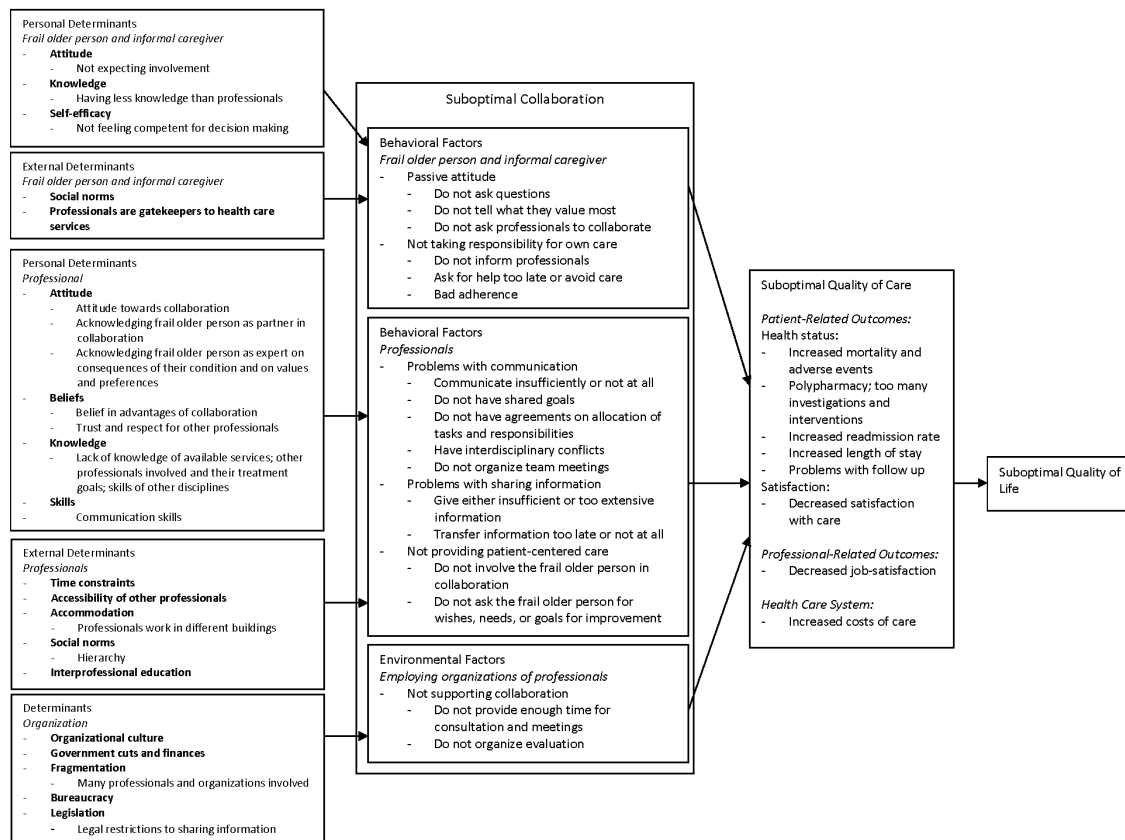 Personal Determinants
Frail older person and informal caregiver
- Attitude
- Not expecting involvement
- Knowledge
- Having less knowledge than professionals
- Self-efficacy
- Not feeling competent for decision making
External Determinants
Frail older person and informal caregiver
- Social norms
- Professionals are gatekeepers to health care
services
Personal Determinants
Professional
- Attitude
- Attitude towards collaboration
- Acknowledging frail older person as partner in
collaboration
- Acknowledging frail older person as expert on
consequences of their condition and on values
and preferences
- Beliefs
- Belief in advantages of collaboration
- Trust and respect for other professionals
- Knowledge
- Lack of knowledge of available services; other
professionals involved and their treatment
goals; skills of other disciplines
- Skills
- Communication skills
External Determinants
Professionals
- Time constraints
- Accessibility of other professionals
- Accommodation
- Professionals work in different buildings
- Social norms
- Hierarchy
- Interprofessional education
Determinants
Organization
- Organizational culture
- Government cuts and finances
- Fragmentation
- Many professionals and organizations involved
- Bureaucracy
- Legislation
- Legal restrictions to sharing information
Suboptimal Collaboration
Behavioral Factors
Frail older person and informal caregiver
- Passive attitude
- Do not ask questions
- Do not tell what they value most
- Do not ask professionals to collaborate
- Not taking responsibility for own care
- Do not inform professionals
- Ask for help too late or avoid care
- Bad adherence
Behavioral Factors
Professionals
- Problems with communication
- Communicate insufficiently or not at all
- Do not have shared goals
- Do not have agreements on allocation of
tasks and responsibilities
- Have interdisciplinary conflicts
- Do not organize team meetings
- Problems with sharing information
- Give either insufficient or too extensive
information
- Transfer information too late or not at all
- Not providing patient-centered care
- Do not involve the frail older person in
collaboration
- Do not ask the frail older person for
wishes, needs, or goals for improvement
Environmental Factors
Employing organizations of professionals
- Not supporting collaboration
- Do not provide enough time for
consultation and meetings
- Do not organize evaluation
Suboptimal Quality of Care
Patient-Related Outcomes:
Health status:
- Increased mortality and
adverse events
- Polypharmacy; too many
investigations and
interventions
- Increased readmission rate
- Increased length of stay
- Problems with follow up
Satisfaction:
- Decreased satisfaction
with care
Professional-Related Outcomes:
- Decreased job-satisfaction
Health Care System:
- Increased costs of care
Suboptimal Quality of
Life